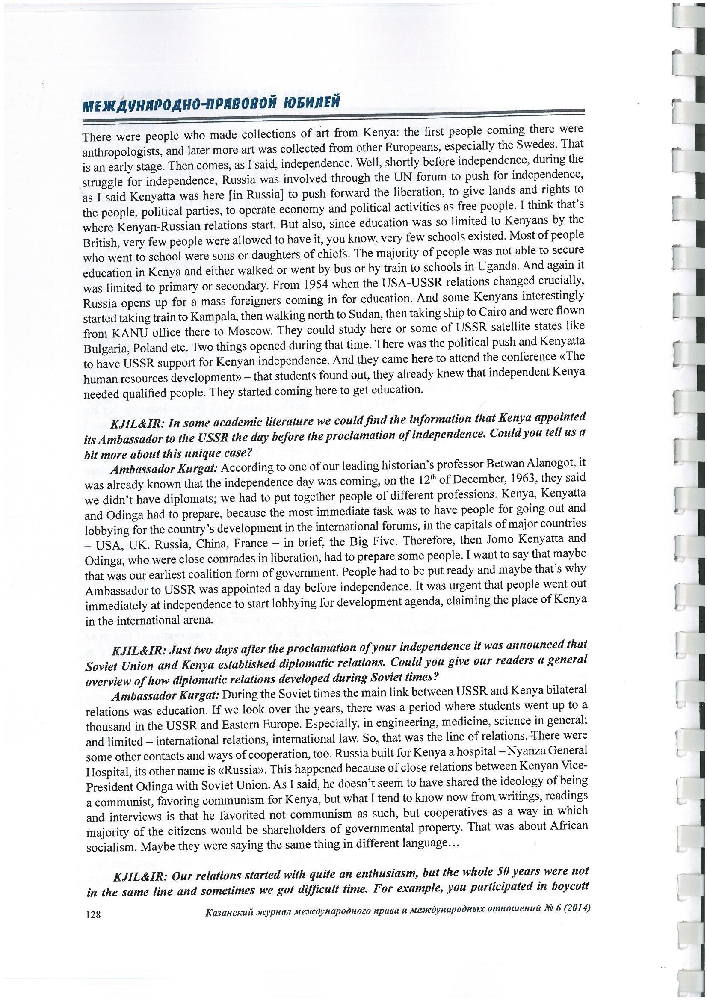 МЕЖДУНАРОДНО-ПРАВОВОЙ ЮБИЛЕЙ
There were people who made collections of art from Kenya: the first people coming there were
anthropologists, and later more art was collected from other Europeans, especially the Swedes. That
is an early stage. Then comes, as I said, independence. Well, shortly before independence, during the
struggle for independence, Russia was involved through the UN forum to push for independence,
as I said Kenyatta was here [in Russia] to push forward the liberation, to give lands and rights to
the people, political parties, to operate economy and political activities as free people. I think that's
where Kenyan-Russian relations start. But also, since education was so limited to Kenyans by the
British, very few people were allowed to have it, you know, very few schools existed. Most of people
who went to school were sons or daughters of chiefs. The majority of people was not able to secure
education in Kenya and either walked or went by bus or by train to schools in Uganda. And again it
was limited to primary or secondary. From 1954 when the USA-USSR relations changed crucially,
Russia opens up for a mass foreigners coming in for education. And some Kenyans interestingly
started taking train to Kampala, then walking north to Sudan, then taking ship to Cairo and were flown
from KANU office there to Moscow. They could study here or some of USSR satellite states like
Bulgaria, Poland etc. Two things opened during that time. There was the political push and Kenyatta
to have USSR support for Kenyan independence. And they came here to attend the conference «The
human resources development» – that students found out, they already knew that independent Kenya
needed qualified people. They started coming here to get education.
KJIL&IR: In some academic literature we could find the information that Kenya appointed
its Ambassador to the USSR the day before the proclamation of independence. Could you tell us a
bit more about this unique case?
Ambassador Kurgat: According to one of our leading historian's professor Betwan Alanogot, it
was already known that the independence day was coming, on the 12th of December, 1963, they said
we didn't have diplomats; we had to put together people of different professions. Kenya, Kenyatta
and Odinga had to prepare, because the most immediate task was to have people for going out and
lobbying for the country's development in the international forums, in the capitals of major countries
– USA, UK, Russia, China, France – in brief, the Big Five. Therefore, then Jomo Kenyatta and
Odinga, who were close comrades in liberation, had to prepare some people. I want to say that maybe
that was our earliest coalition form of government. People had to be put ready and maybe that's why
Ambassador to USSR was appointed a day before independence. It was urgent that people went out
immediately at independence to start lobbying for development agenda, claiming the place of Kenya
in the international arena.
KJIL&IR: Just two days after the proclamation of your independence it was announced that
Soviet Union and Kenya established diplomatic relations. Could you give our readers a general
overview of how diplomatic relations developed during Soviet times?
Ambassador Kurgat: During the Soviet times the main link between USSR and Kenya bilateral
relations was education. If we look over the years, there was a period where students went up to a
thousand in the USSR and Eastern Europe. Especially, in engineering, medicine, science in general;
and limited – international relations, international law. So, that was the line of relations. There were
some other contacts and ways of cooperation, too. Russia built for Kenya a hospital – Nyanza General
Hospital, its other name is «Russia». This happened because of close relations between Kenyan Vice-
President Odinga with Soviet Union. As I said, he doesn't seem to have shared the ideology of being
a communist, favoring communism for Kenya, but what I tend to know now from writings, readings
and interviews is that he favorited not communism as such, but cooperatives as a way in which
majority of the citizens would be shareholders of governmental property. That was about African
socialism. Maybe they were saying the same thing in different language…
KJIL&IR: Our relations started with quite an enthusiasm, but the whole 50 years were not
in the same line and sometimes we got difficult time. For example, you participated in boycott
128 Казанский журнал международного права и международных отношений № 6 (2014)